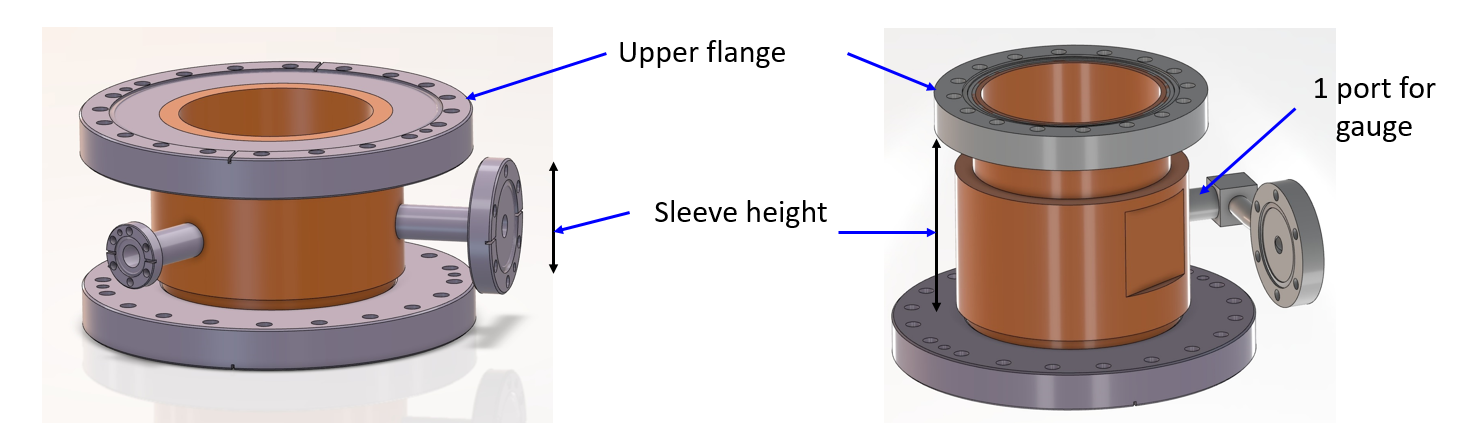 Upper flange
1 port for
gauge
Sleeve height